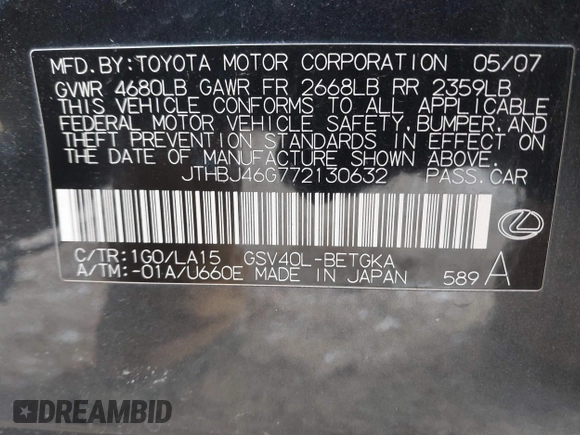 MFD. BY: TOYOTA MOTOR CORPORATION 05/07
GVWR 4680LB GAWR FR 2668LB RR 2359LB
THIS VEHICLE CONFORMS TO ALL APPLICABLE
FEDERAL MOTOR VEHICLE SAFETY, BUMPER, AND
THEFT PREVENTION STANDARDS IN EFFECT ON
THE DATE OF MANUFACTURE SHOWN ABOVE.
JTHBJ46G772130632 PASS. CAR
C/TR: 1G0/LA15 GSV40L-BETGKA
A/TM: -01A/U660E MADE IN JAPAN 589 A
DREAMBID